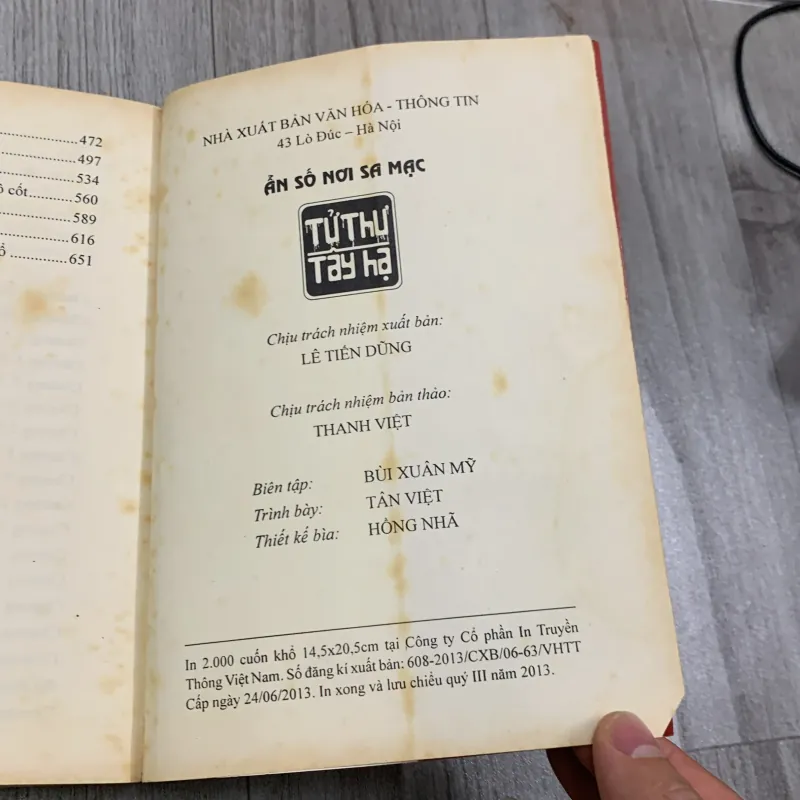 472
497
534
cốt..........560
589
616
651
NHÀ XUẤT BẢN VĂN HÓA - THÔNG TIN
43 Lò Đúc – Hà Nội
ẨN SỐ NƠI SA MẠC
TỬ THƯ
TÂY HẠ
Chịu trách nhiệm xuất bản:
LÊ TIẾN DŨNG
Chịu trách nhiệm bản thảo:
THANH VIỆT
Biên tập: BÙI XUÂN MỸ
Trình bày: TÂN VIỆT
Thiết kế bìa: HỒNG NHÃ
In 2.000 cuốn khổ 14,5x20,5cm tại Công ty Cổ phần In Truyền
Thông Việt Nam. Số đăng kí xuất bản: 608-2013/CXB/06-63/VHTT
Cấp ngày 24/06/2013. In xong và lưu chiểu quý III năm 2013.